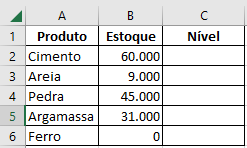 A B C
1 Produto Estoque Nível
2 Cimento 60.000
3 Areia 9.000
4 Pedra 45.000
5 Argamassa 31.000
6 Ferro 0